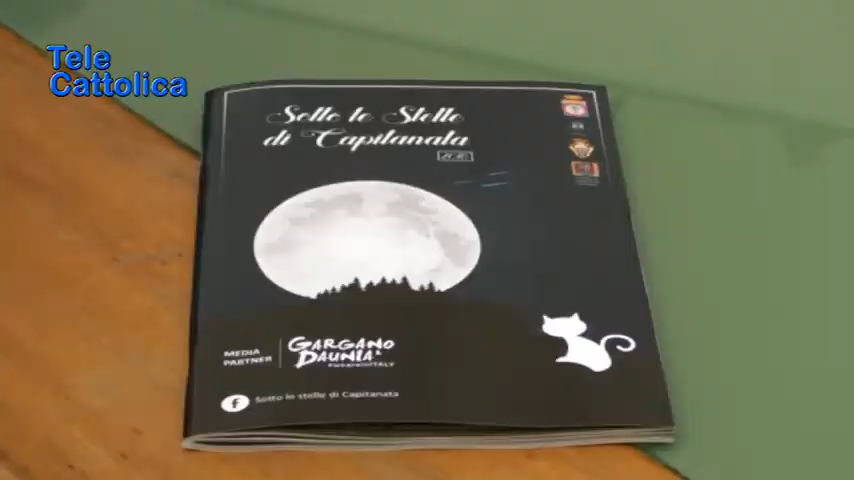 Tele
Cattolica
Sotto le Stelle
di Capitanata
MEDIA
PARTNER
GARGANO
DAUNIA &
f Sotto le stelle di Capitanata